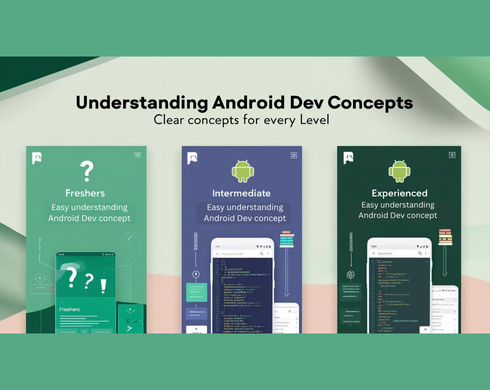 Understanding Android Dev Concepts
Clear concepts for every Level
?
Freshers
Easy understanding
Android Dev concept
? ? !
Freshers
Intermediate
Easy understanding
Android Dev concept
Experienced
Easy understanding
Android Dev concept